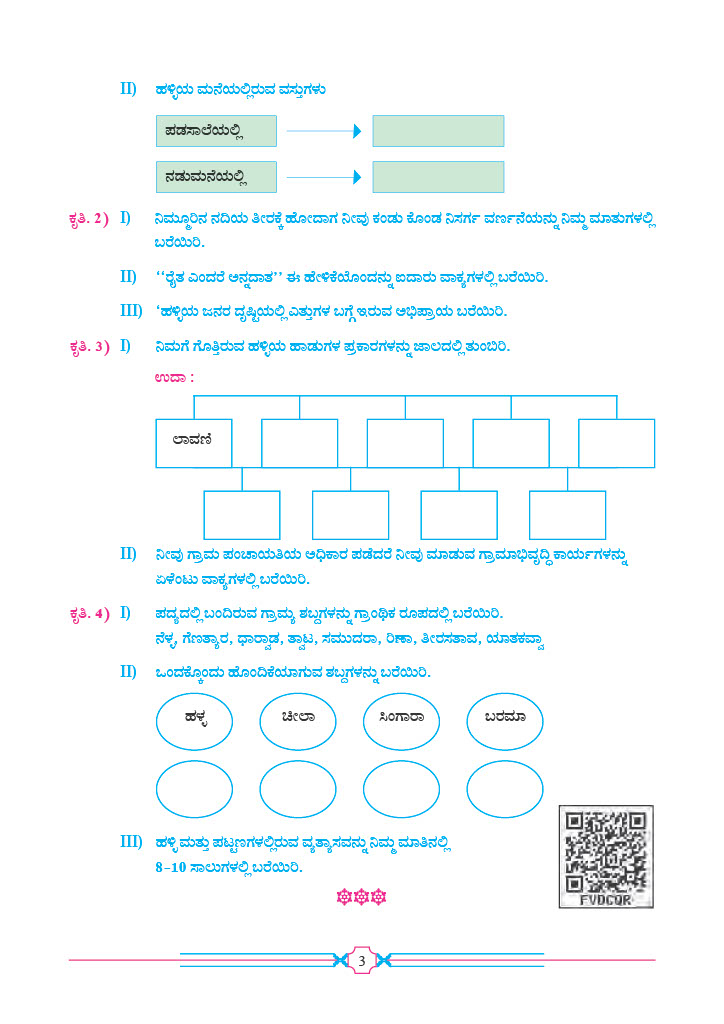 II) ಹಳ್ಳಿಯ ಮನೆಯಲ್ಲಿರುವ ವಸ್ತುಗಳು
ಪಡಸಾಲೆಯಲ್ಲಿ
ನಡುಮನೆಯಲ್ಲಿ
ಕೃತಿ. 2) I) ನಿಮ್ಮೂರಿನ ನದಿಯ ತೀರಕ್ಕೆ ಹೋದಾಗ ನೀವು ಕಂಡು ಕೊಂಡ ನಿಸರ್ಗ ವರ್ಣನೆಯನ್ನು ನಿಮ್ಮ ಮಾತುಗಳಲ್ಲಿ
ಬರೆಯಿರಿ.
II) ‘‘ರೈತ ಎಂದರೆ ಅನ್ನದಾತ’’ ಈ ಹೇಳಿಕೆಯೊಂದನ್ನು ಐದಾರು ವಾಕ್ಯಗಳಲ್ಲಿ ಬರೆಯಿರಿ.
III) ‘ಹಳ್ಳಿಯ ಜನರ ದೃಷ್ಟಿಯಲ್ಲಿ ಎತ್ತುಗಳ ಬಗ್ಗೆ ಇರುವ ಅಭಿಪ್ರಾಯ ಬರೆಯಿರಿ.
ಕೃತಿ. 3) I) ನಿಮಗೆ ಗೊತ್ತಿರುವ ಹಳ್ಳಿಯ ಹಾಡುಗಳ ಪ್ರಕಾರಗಳನ್ನು ಜಾಲದಲ್ಲಿ ತುಂಬಿರಿ.
ಉದಾ :
ಲಾವಣಿ
II) ನೀವು ಗ್ರಾಮ ಪಂಚಾಯತಿಯ ಅಧಿಕಾರ ಪಡೆದರೆ ನೀವು ಮಾಡುವ ಗ್ರಾಮಾಭಿವೃದ್ಧಿ ಕಾರ್ಯಗಳನ್ನು
ಏಳೆಂಟು ವಾಕ್ಯಗಳಲ್ಲಿ ಬರೆಯಿರಿ.
ಕೃತಿ. 4) I) ಪದ್ಯದಲ್ಲಿ ಬಂದಿರುವ ಗ್ರಾಮ್ಯ ಶಬ್ದಗಳನ್ನು ಗ್ರಾಂಥಿಕ ರೂಪದಲ್ಲಿ ಬರೆಯಿರಿ.
ನೆಳ್ಳ, ಗೆಣತ್ಯಾರ, ಧಾರ‍್ವಾಡ, ತ್ವಾಟ, ಸಮುದರಾ, ರಿಣಾ, ತೀರಸತಾವ, ಯಾತಕವ್ವಾ
II) ಒಂದಕ್ಕೊಂದು ಹೊಂದಿಕೆಯಾಗುವ ಶಬ್ದಗಳನ್ನು ಬರೆಯಿರಿ.
ಹಳ್ಳ ಚೀಲಾ ಸಿಂಗಾರಾ ಬರಮಾ
III) ಹಳ್ಳಿ ಮತ್ತು ಪಟ್ಟಣಗಳಲ್ಲಿರುವ ವ್ಯತ್ಯಾಸವನ್ನು ನಿಮ್ಮ ಮಾತಿನಲ್ಲಿ
8-10 ಸಾಲುಗಳಲ್ಲಿ ಬರೆಯಿರಿ.
FVDCQR
3